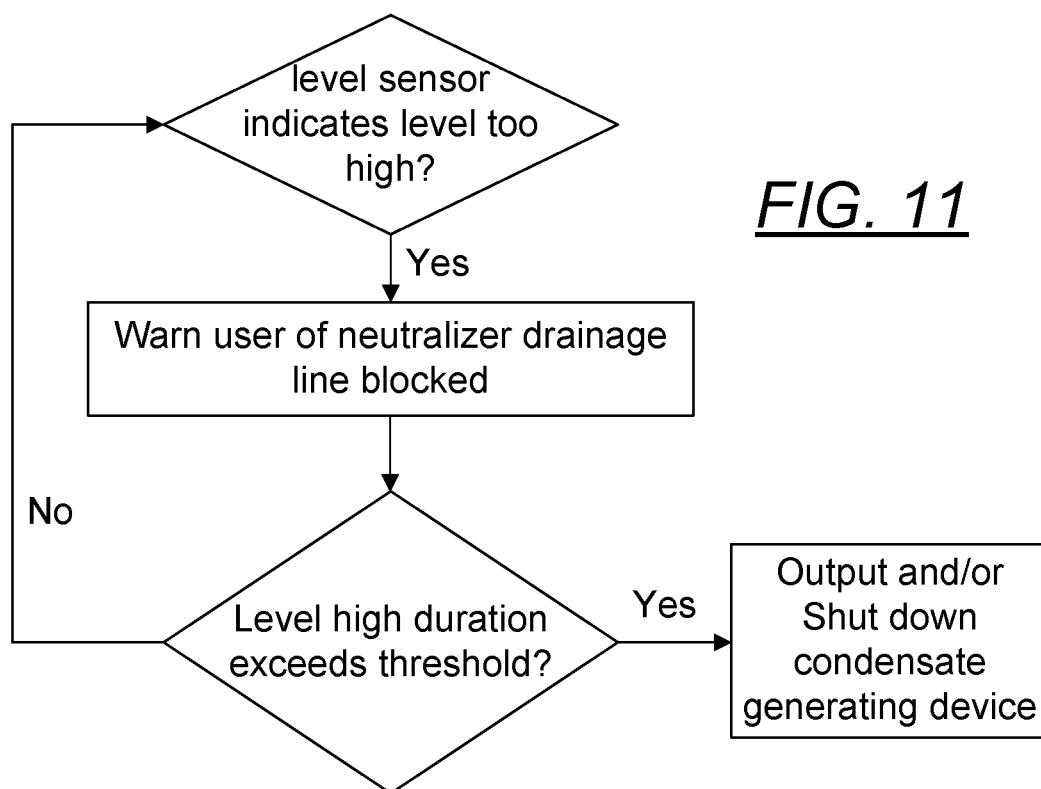 level sensor
indicates level too
high?
FIG. 11
Yes
Warn user of neutralizer drainage
line blocked
No
Level high duration
exceeds threshold?
Yes
Output and/or
Shut down
condensate
generating device